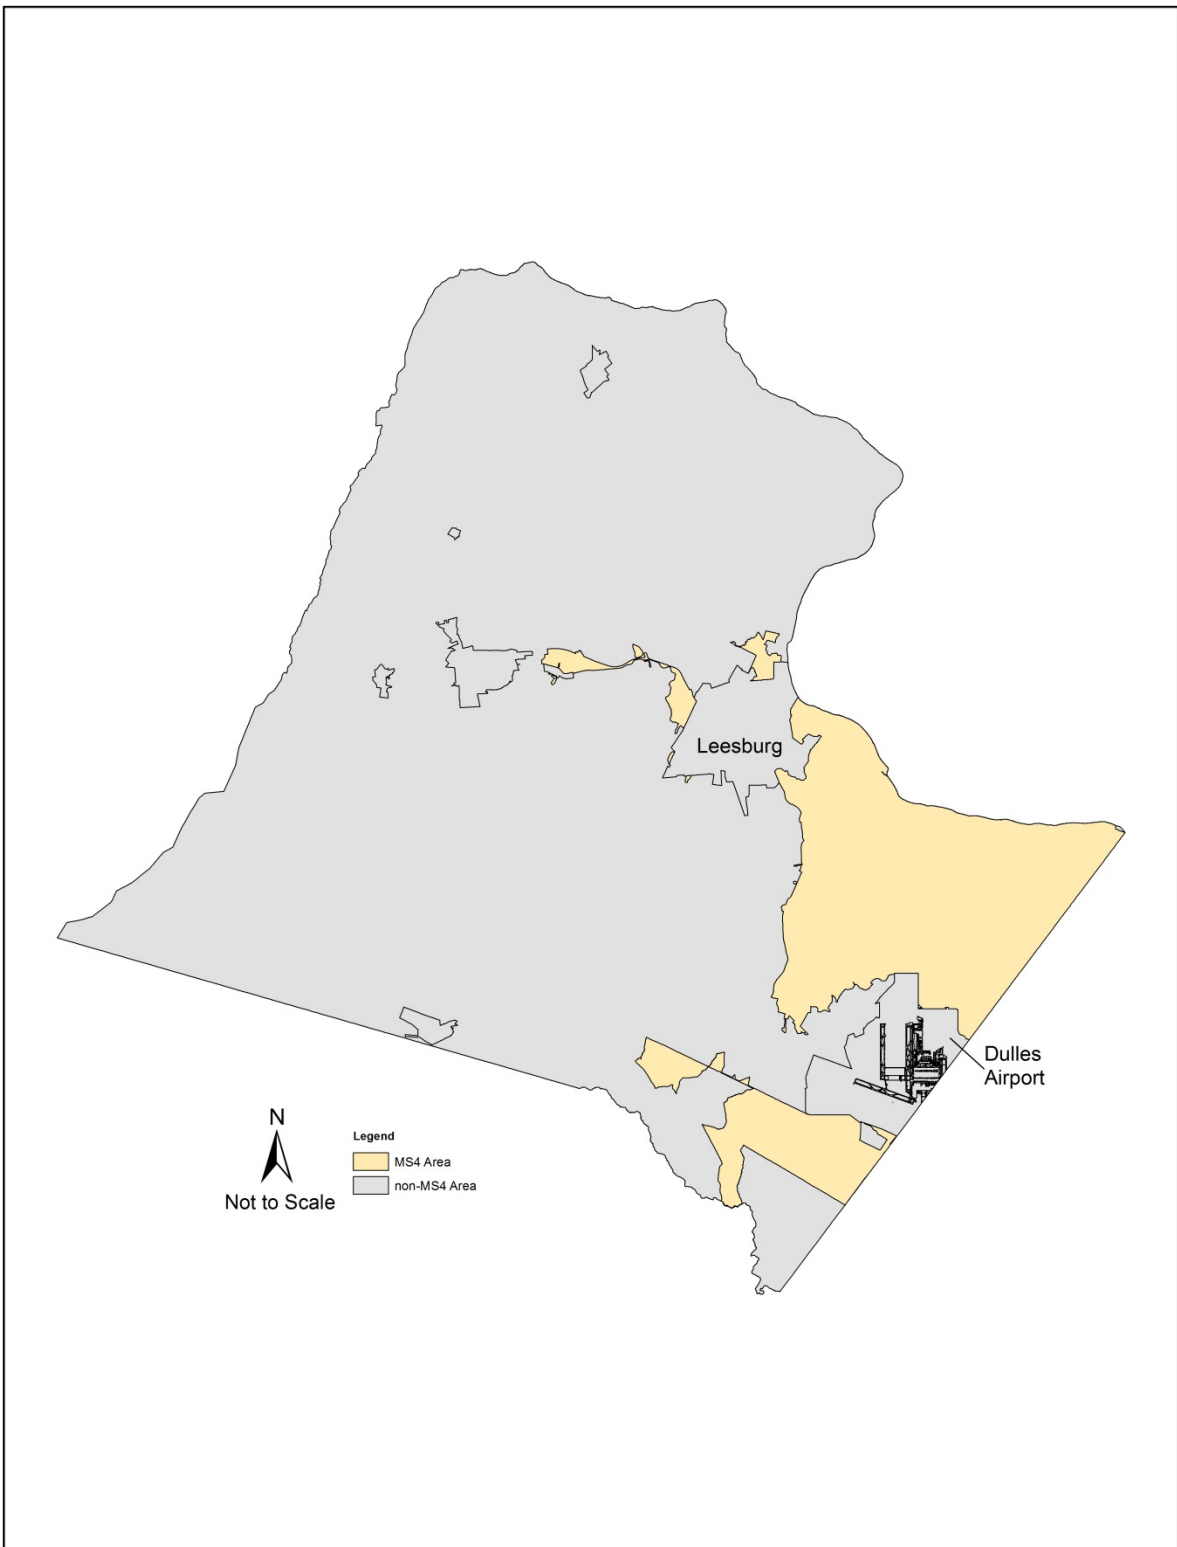 Leesburg
Dulles
Airport
N
Not to Scale
Legend
MS4 Area
non-MS4 Area